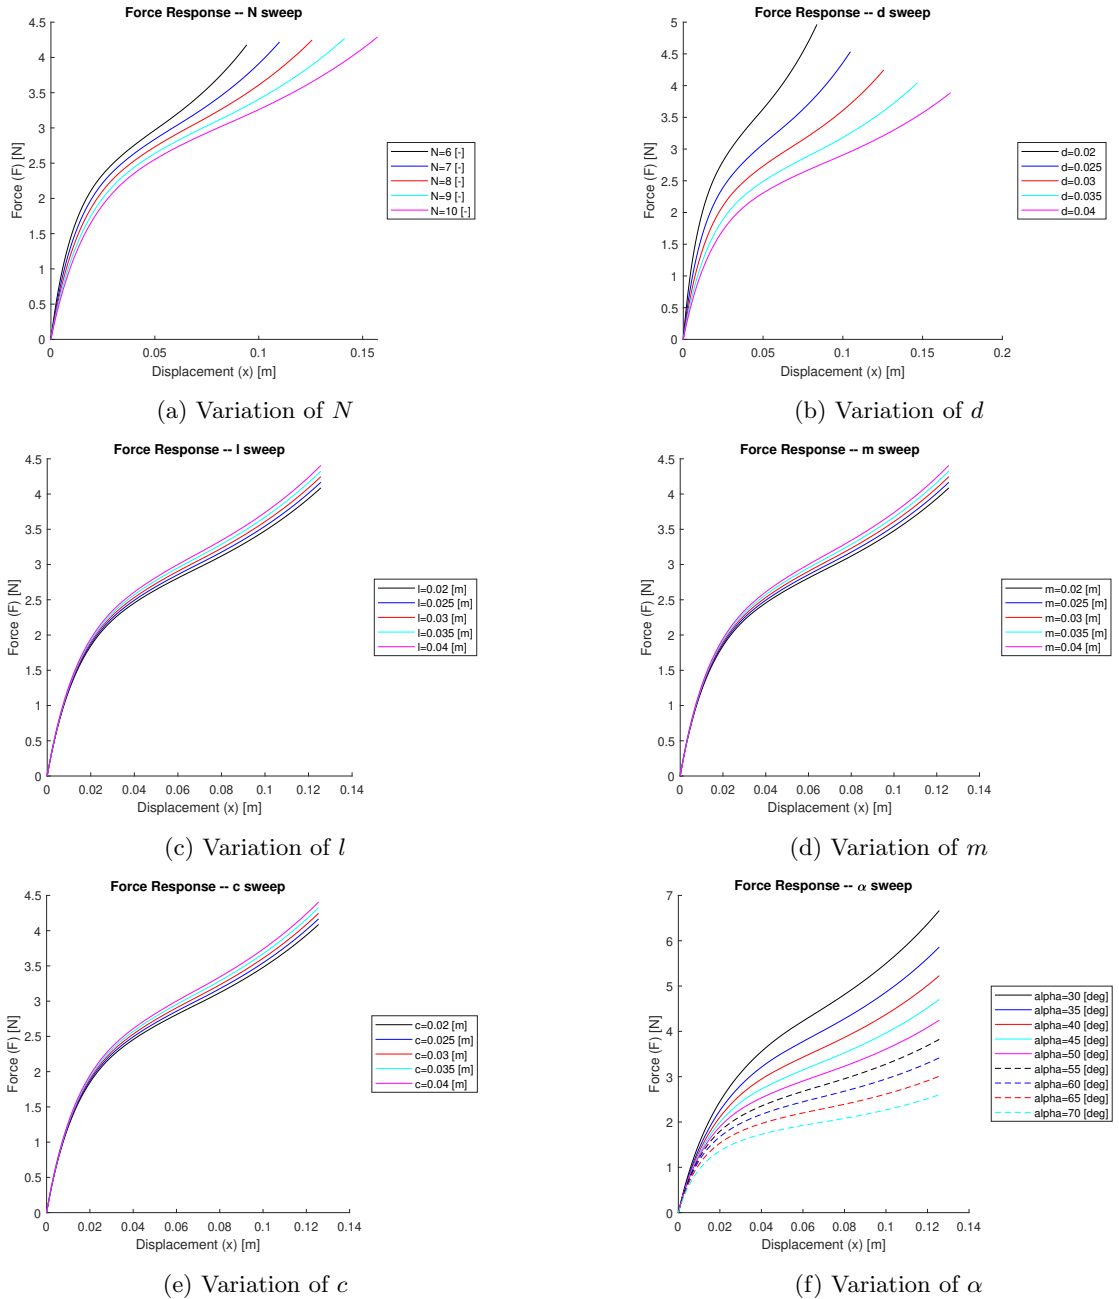 Force Response -- N sweep
4.5
4
3.5
3
2.5
2
1.5
1
0.5
0
Force (F) [N]
0
0.05
0.1
0.15
Displacement (x) [m]
N=6 [-]
N=7 [-]
N=8 [-]
N=9 [-]
N=10 [-]
(a) Variation of N
Force Response -- d sweep
5
4.5
4
3.5
3
2.5
2
1.5
1
0.5
0
Force (F) [N]
0
0.05
0.1
0.15
0.2
Displacement (x) [m]
d=0.02
d=0.025
d=0.03
d=0.035
d=0.04
(b) Variation of d
Force Response -- l sweep
4.5
4
3.5
3
2.5
2
1.5
1
0.5
0
Force (F) [N]
0
0.02
0.04
0.06
0.08
0.1
0.12
0.14
Displacement (x) [m]
l=0.02 [m]
l=0.025 [m]
l=0.03 [m]
l=0.035 [m]
l=0.04 [m]
(c) Variation of l
Force Response -- m sweep
4.5
4
3.5
3
2.5
2
1.5
1
0.5
0
Force (F) [N]
0
0.02
0.04
0.06
0.08
0.1
0.12
0.14
Displacement (x) [m]
m=0.02 [m]
m=0.025 [m]
m=0.03 [m]
m=0.035 [m]
m=0.04 [m]
(d) Variation of m
Force Response -- c sweep
4.5
4
3.5
3
2.5
2
1.5
1
0.5
0
Force (F) [N]
0
0.02
0.04
0.06
0.08
0.1
0.12
0.14
Displacement (x) [m]
c=0.02 [m]
c=0.025 [m]
c=0.03 [m]
c=0.035 [m]
c=0.04 [m]
(e) Variation of c
Force Response -- α sweep
7
6
5
4
3
2
1
0
Force (F) [N]
0
0.02
0.04
0.06
0.08
0.1
0.12
0.14
Displacement (x) [m]
alpha=30 [deg]
alpha=35 [deg]
alpha=40 [deg]
alpha=45 [deg]
alpha=50 [deg]
alpha=55 [deg]
alpha=60 [deg]
alpha=65 [deg]
alpha=70 [deg]
(f) Variation of α